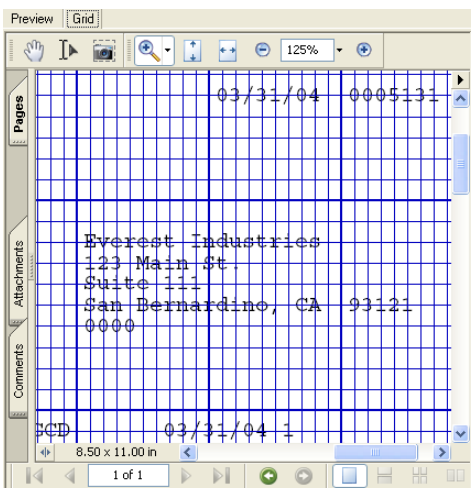 Preview Grid
125%
Pages
03/31/04 0005131
Attachments
Everest Industries
123 Main St.
Suite 111
San Bernardino, CA 93121
0000
Comments
GCD 03/31/04 1
8.50 x 11.00 in
1 of 1